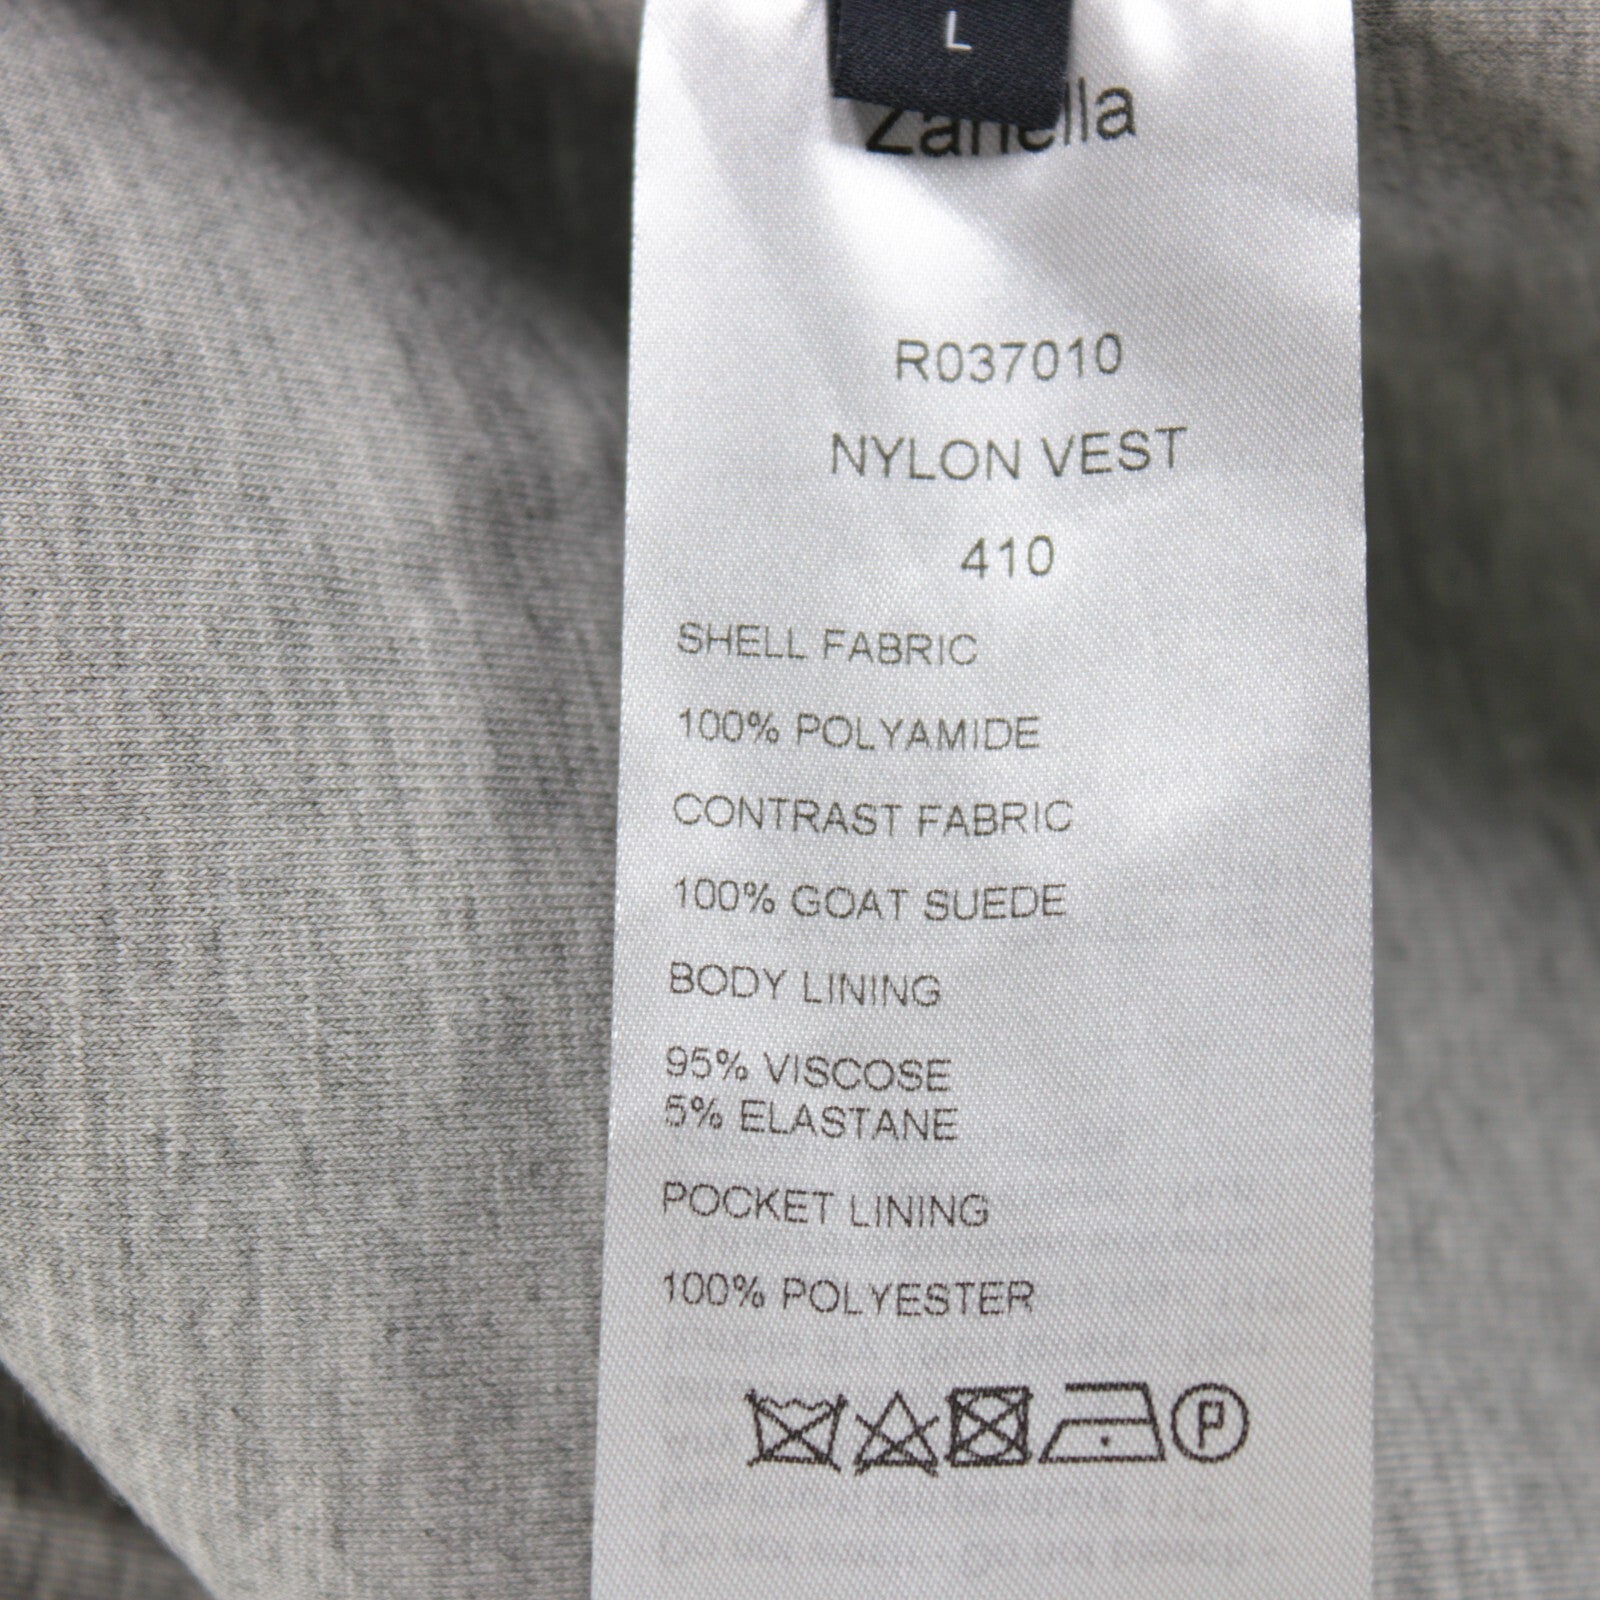 L
Zanella
R037010
NYLON VEST
410
SHELL FABRIC
100% POLYAMIDE
CONTRAST FABRIC
100% GOAT SUEDE
BODY LINING
95% VISCOSE
5% ELASTANE
POCKET LINING
100% POLYESTER
P